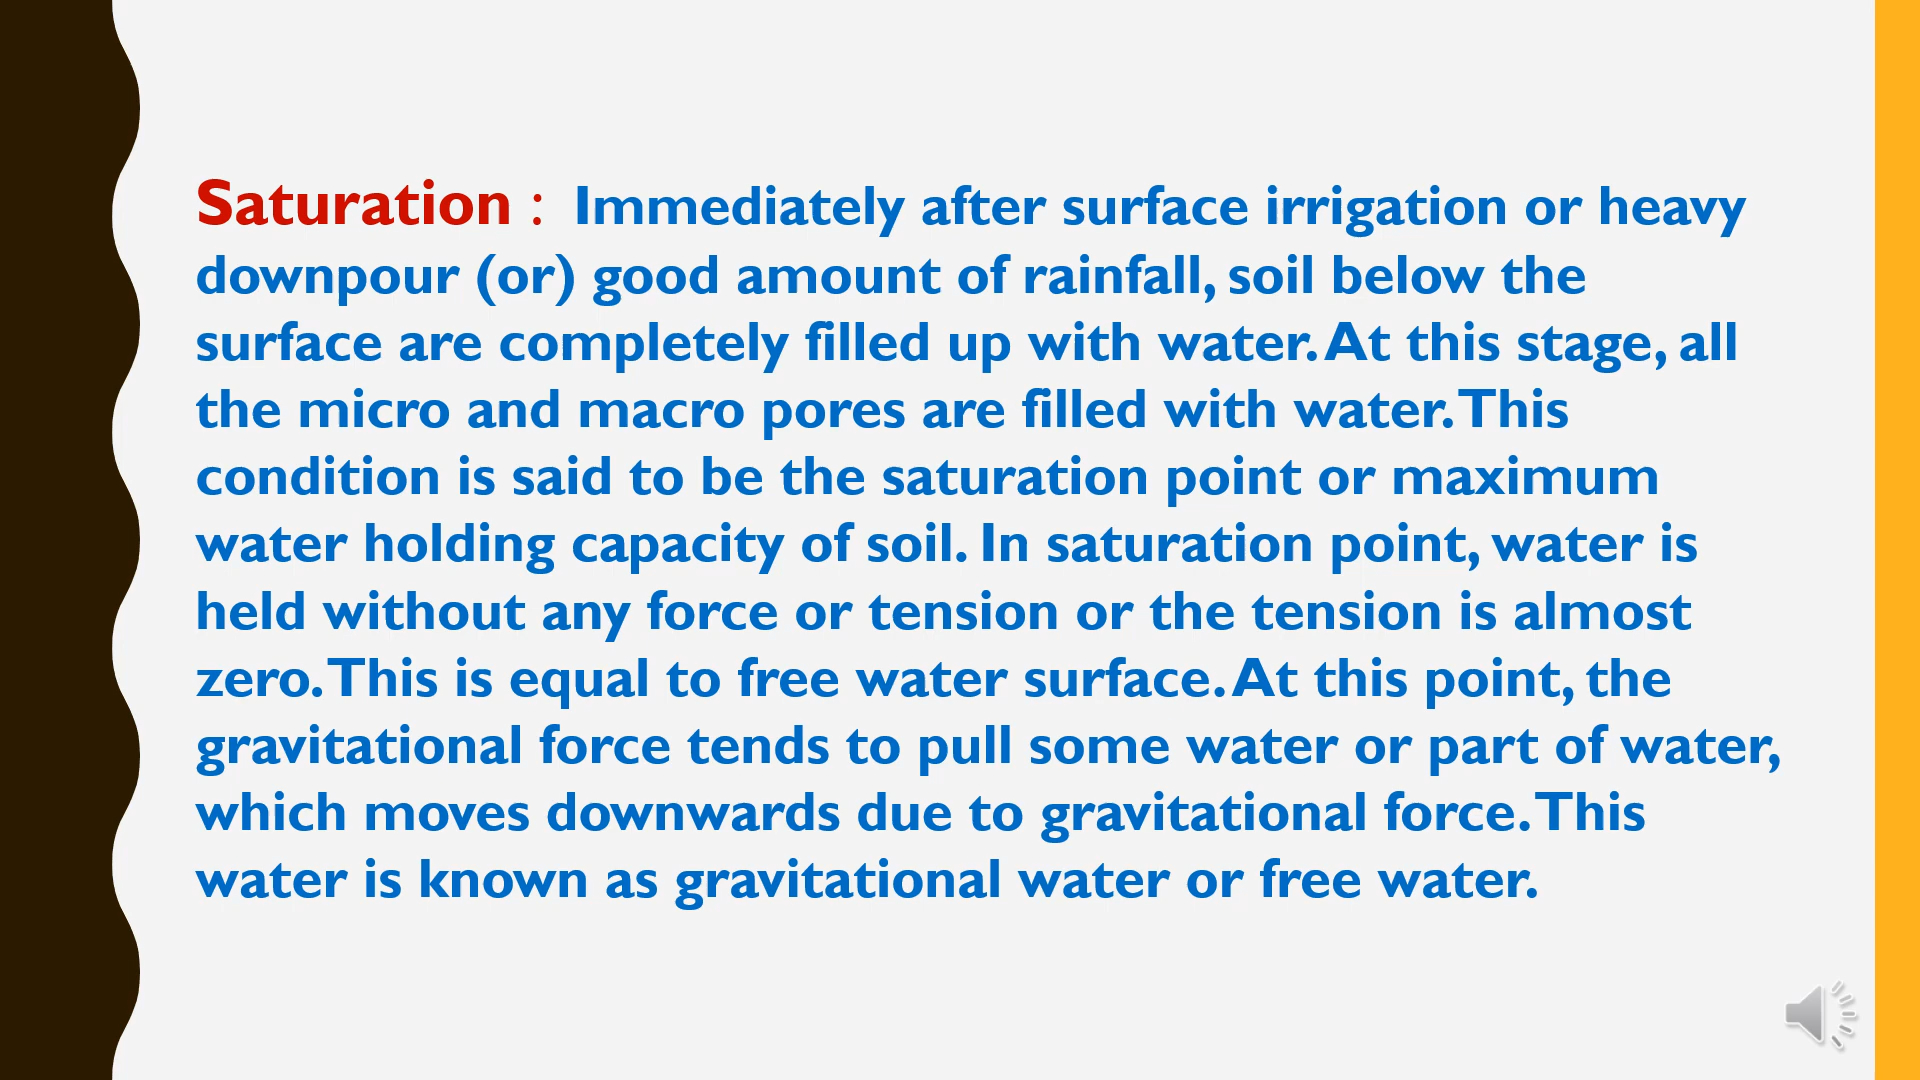 Saturation :  Immediately after surface irrigation or heavy
downpour (or) good amount of rainfall, soil below the
surface are completely filled up with water. At this stage, all
the micro and macro pores are filled with water. This
condition is said to be the saturation point or maximum
water holding capacity of soil. In saturation point, water is
held without any force or tension or the tension is almost
zero. This is equal to free water surface. At this point, the
gravitational force tends to pull some water or part of water,
which moves downwards due to gravitational force. This
water is known as gravitational water or free water.